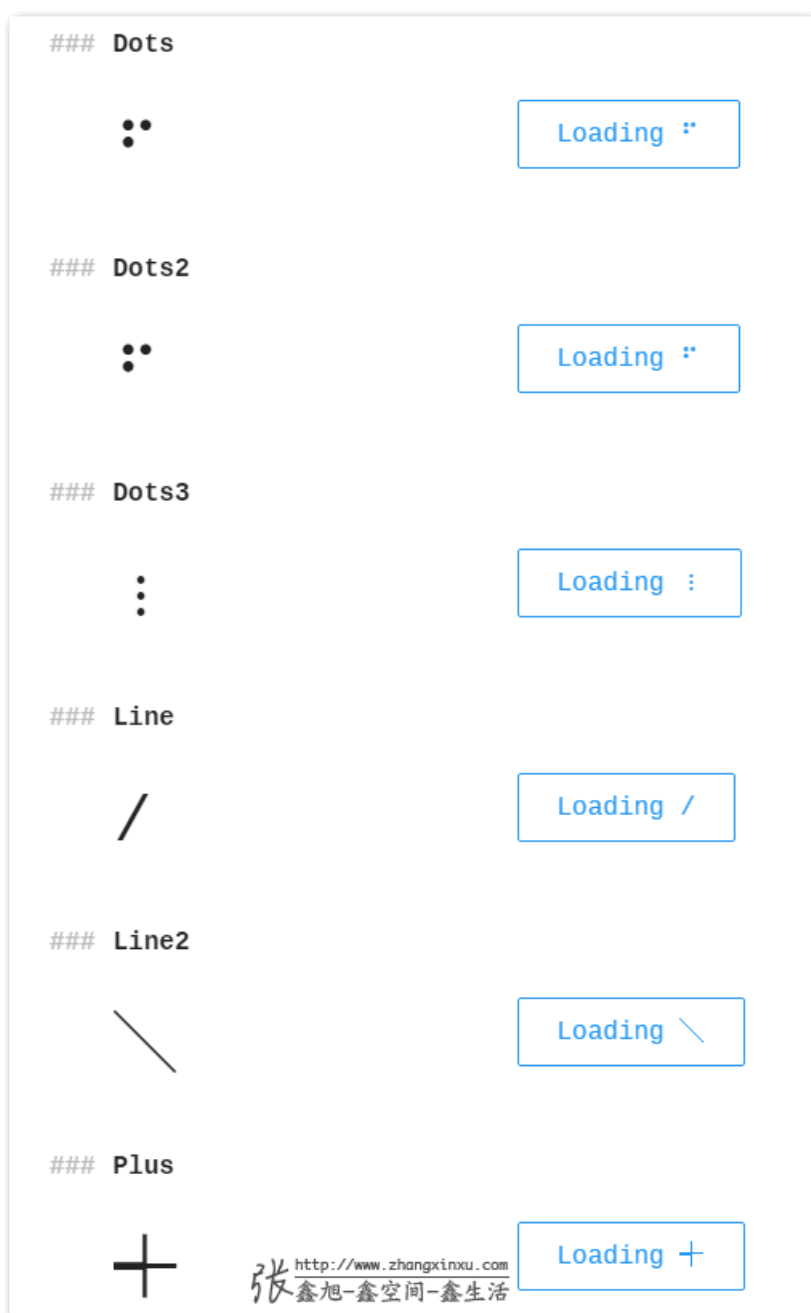 ### Dots
⠋ Loading ⠋
### Dots2
⠋ Loading ⠋
### Dots3
⋮ Loading ⋮
### Line
/ Loading /
### Line2
╲ Loading ╲
### Plus
┽ Loading ┽
张 http://www.zhangxinxu.com
鑫旭-鑫空间-鑫生活